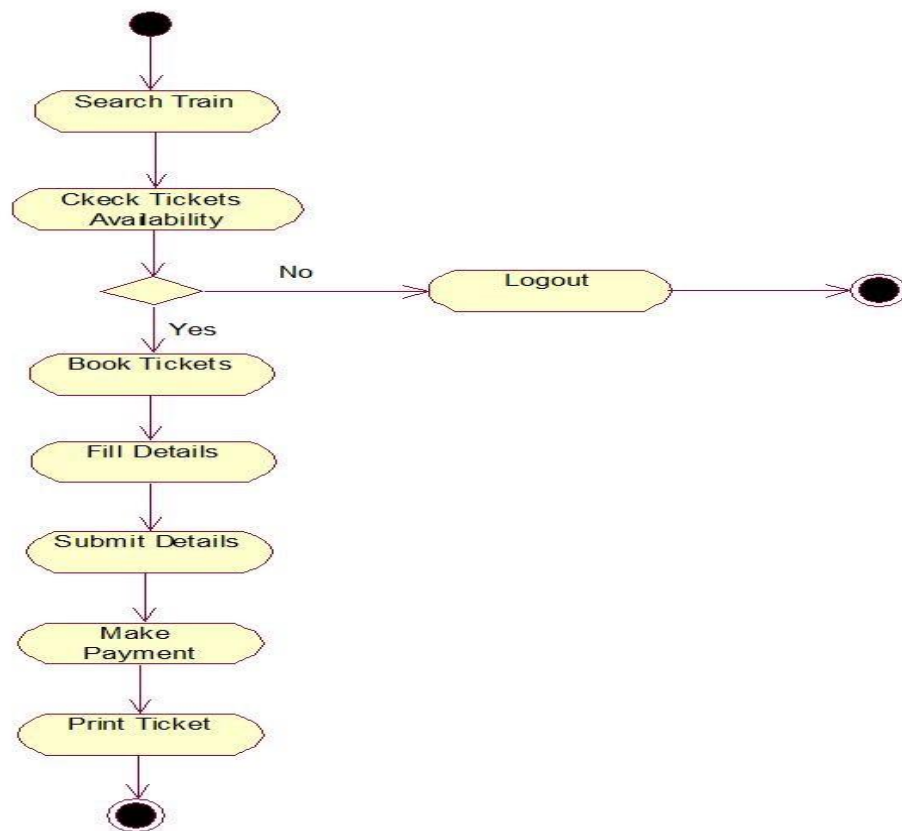 Search Train
Ckeck Tickets
Availability
No
Logout
Yes
Book Tickets
Fill Details
Submit Details
Make
Payment
Print Ticket